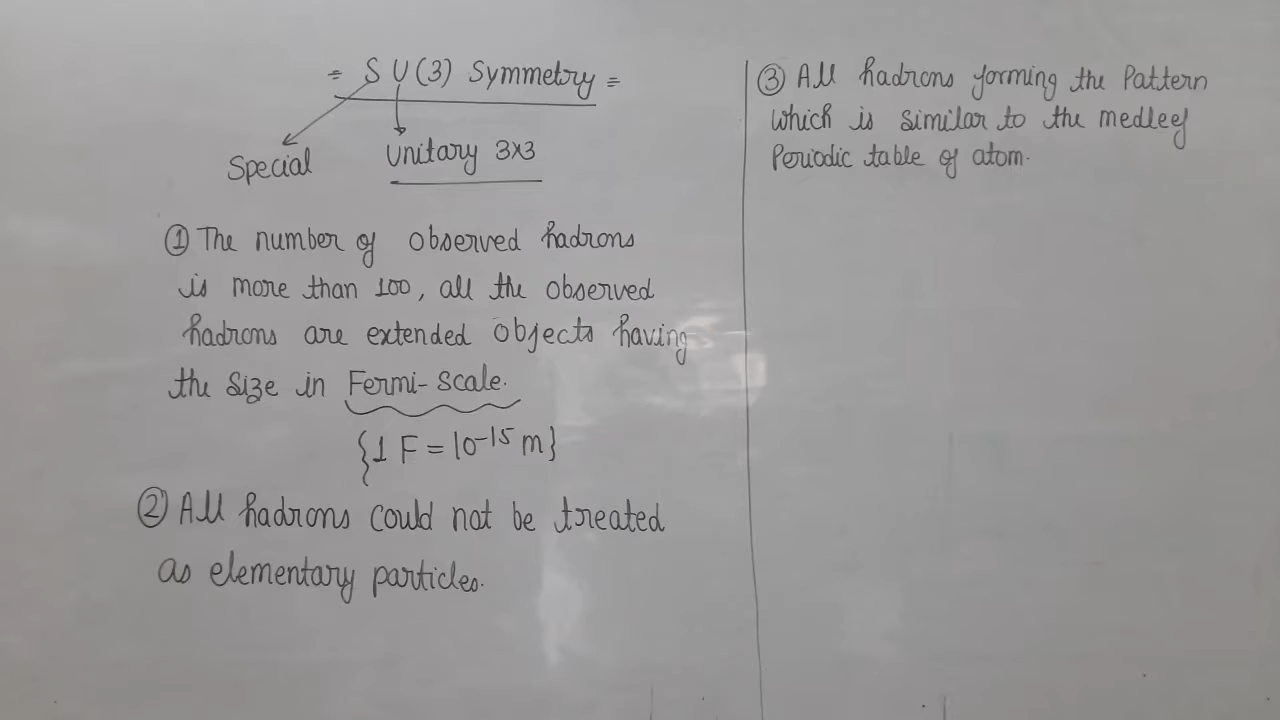 = SU(3) Symmetry =
Special
Unitary 3×3
① The number of observed hadrons
is more than 100, all the observed
hadrons are extended objects having
the size in Fermi-scale.
{1 F = 10⁻¹⁵ m}
② All hadrons could not be treated
as elementary particles.
③ All hadrons forming the Pattern
which is similar to the medleef
Periodic table of atom.